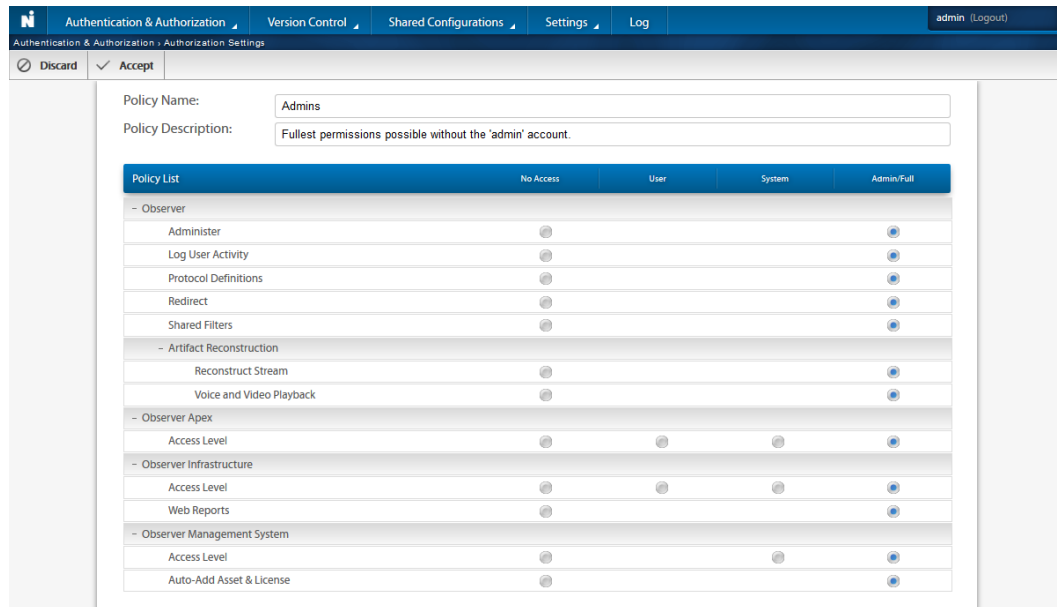 Ni Authentication & Authorization Version Control Shared Configurations Settings Log admin (Logout)
Authentication & Authorization › Authorization Settings
Discard Accept
Policy Name: Admins
Policy Description: Fullest permissions possible without the 'admin' account.
Policy List No Access User System Admin/Full
− Observer
Administer
Log User Activity
Protocol Definitions
Redirect
Shared Filters
− Artifact Reconstruction
Reconstruct Stream
Voice and Video Playback
− Observer Apex
Access Level
− Observer Infrastructure
Access Level
Web Reports
− Observer Management System
Access Level
Auto-Add Asset & License